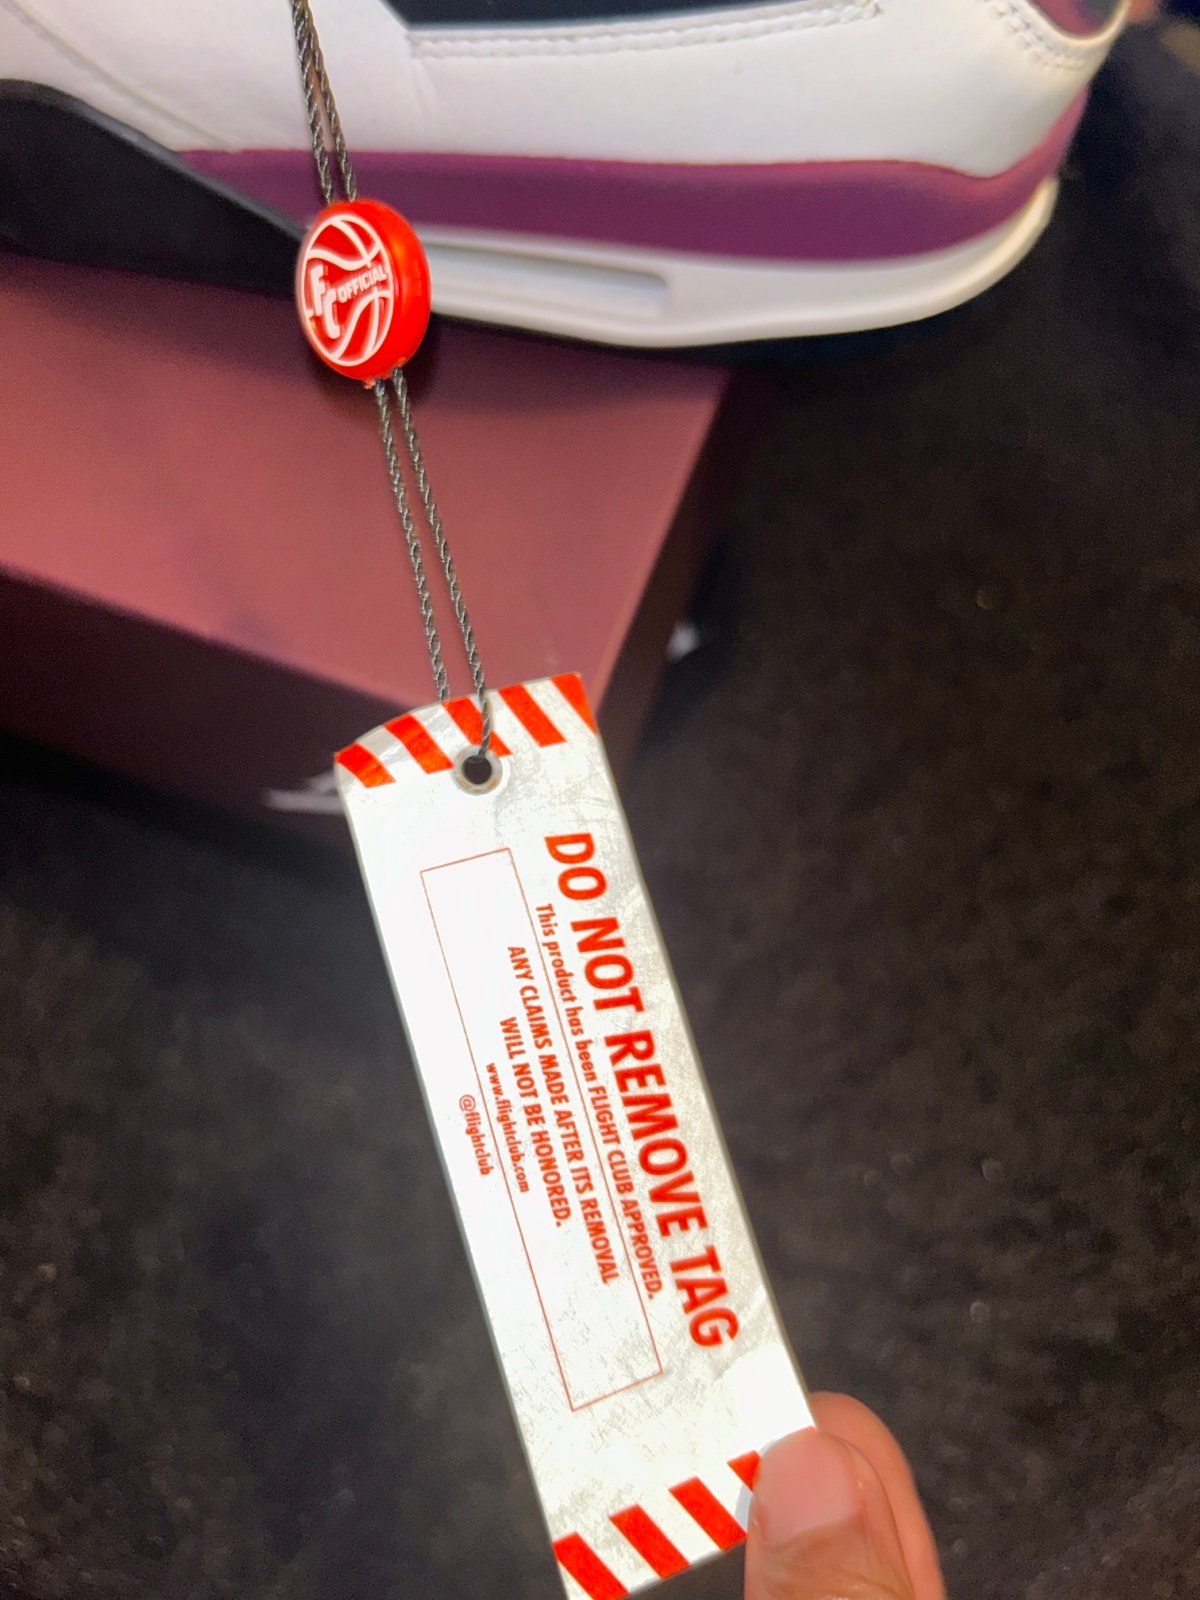 FC OFFICIAL
DO NOT REMOVE TAG
This product has been FLIGHT CLUB APPROVED.
ANY CLAIMS MADE AFTER ITS REMOVAL
WILL NOT BE HONORED.
www.flightclub.com
@flightclub